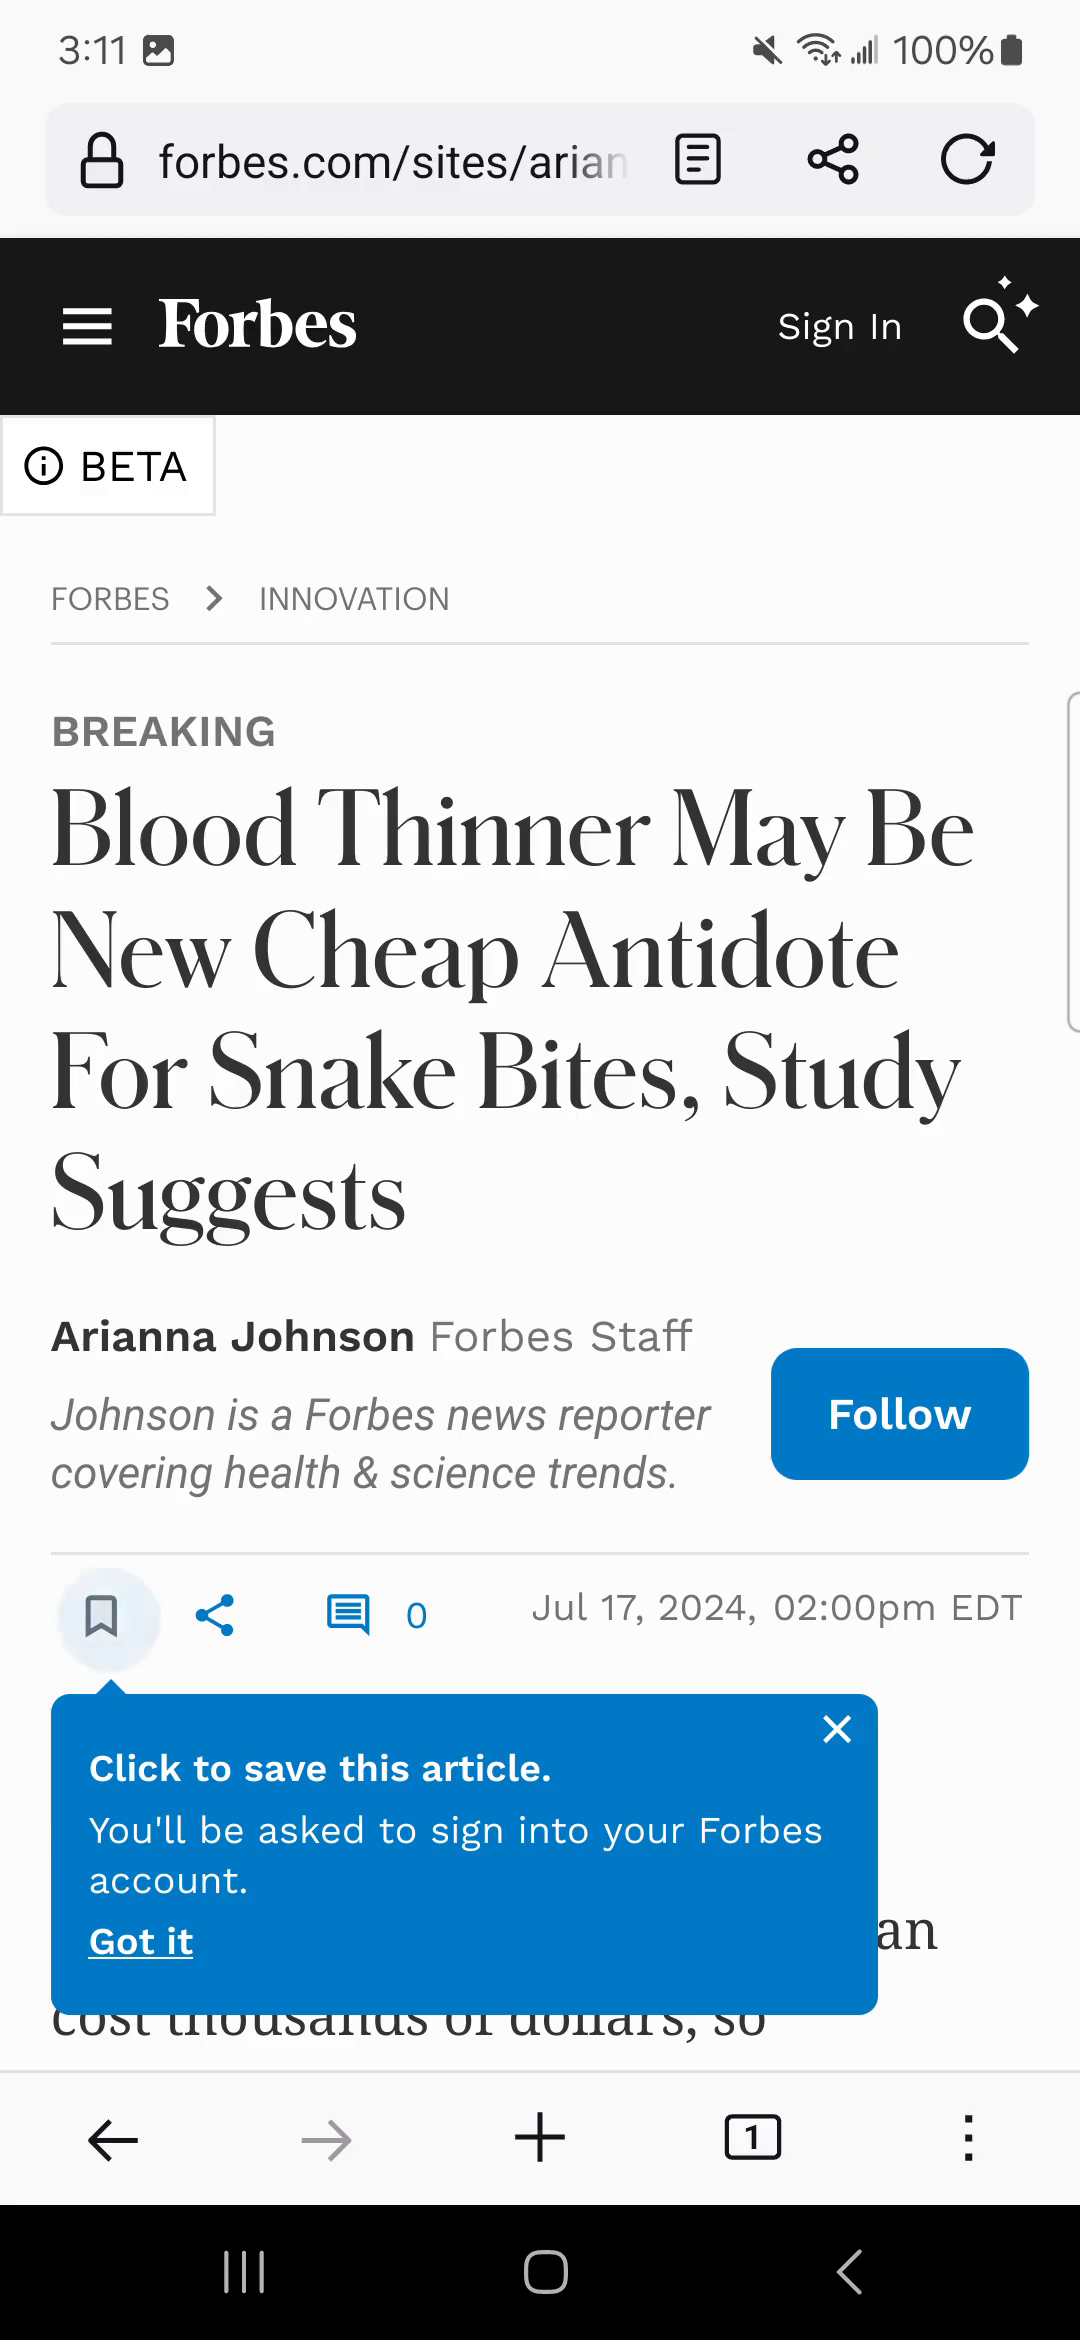 3:11
100%
forbes.com/sites/arian
Forbes
Sign In
BETA
FORBES > INNOVATION
BREAKING
Blood Thinner May Be
New Cheap Antidote
For Snake Bites, Study
Suggests
Arianna Johnson Forbes Staff
Johnson is a Forbes news reporter
covering health & science trends.
Follow
0
Jul 17, 2024, 02:00pm EDT
Click to save this article.
You'll be asked to sign into your Forbes
account.
Got it
an
cost thousands of dollars, so
1